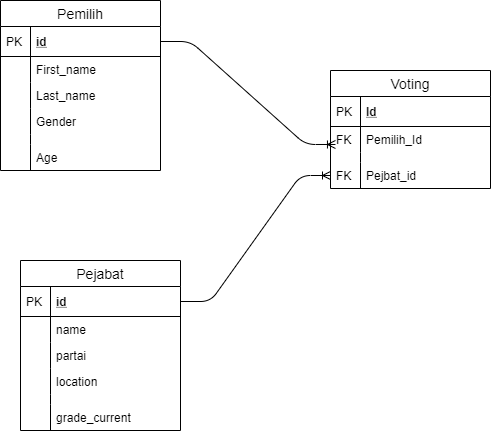 Pemilih
PK id
First_name
Last_name
Gender
Age
Voting
PK Id
FK Pemilih_Id
FK Pejbat_id
Pejabat
PK id
name
partai
location
grade_current